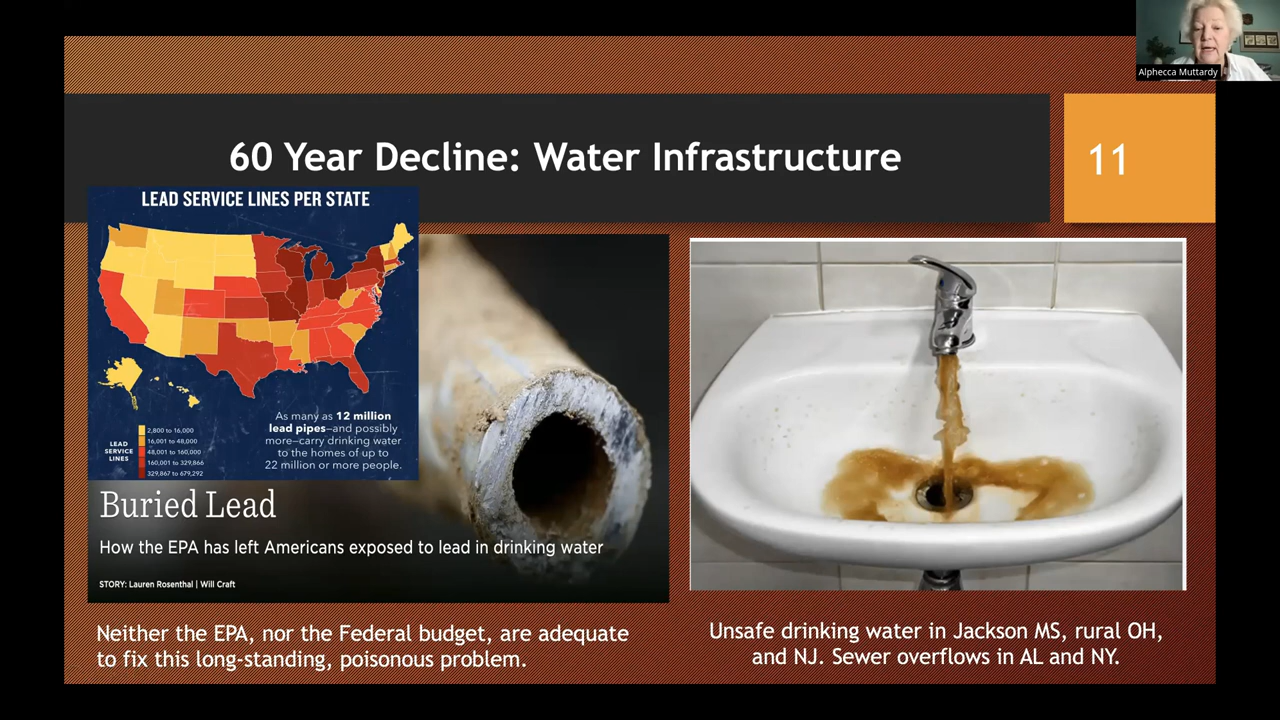 Alphecca Muttardy
60 Year Decline: Water Infrastructure
11
LEAD SERVICE LINES PER STATE
As many as 12 million
lead pipes—and possibly
more—carry drinking water
to the homes of up to
22 million or more people.
LEAD
SERVICE
LINES
2,800 to 16,000
16,001 to 48,000
48,001 to 160,000
160,001 to 329,866
329,867 to 679,292
Buried Lead
How the EPA has left Americans exposed to lead in drinking water
STORY: Lauren Rosenthal | Will Craft
Neither the EPA, nor the Federal budget, are adequate
to fix this long-standing, poisonous problem.
Unsafe drinking water in Jackson MS, rural OH,
and NJ. Sewer overflows in AL and NY.